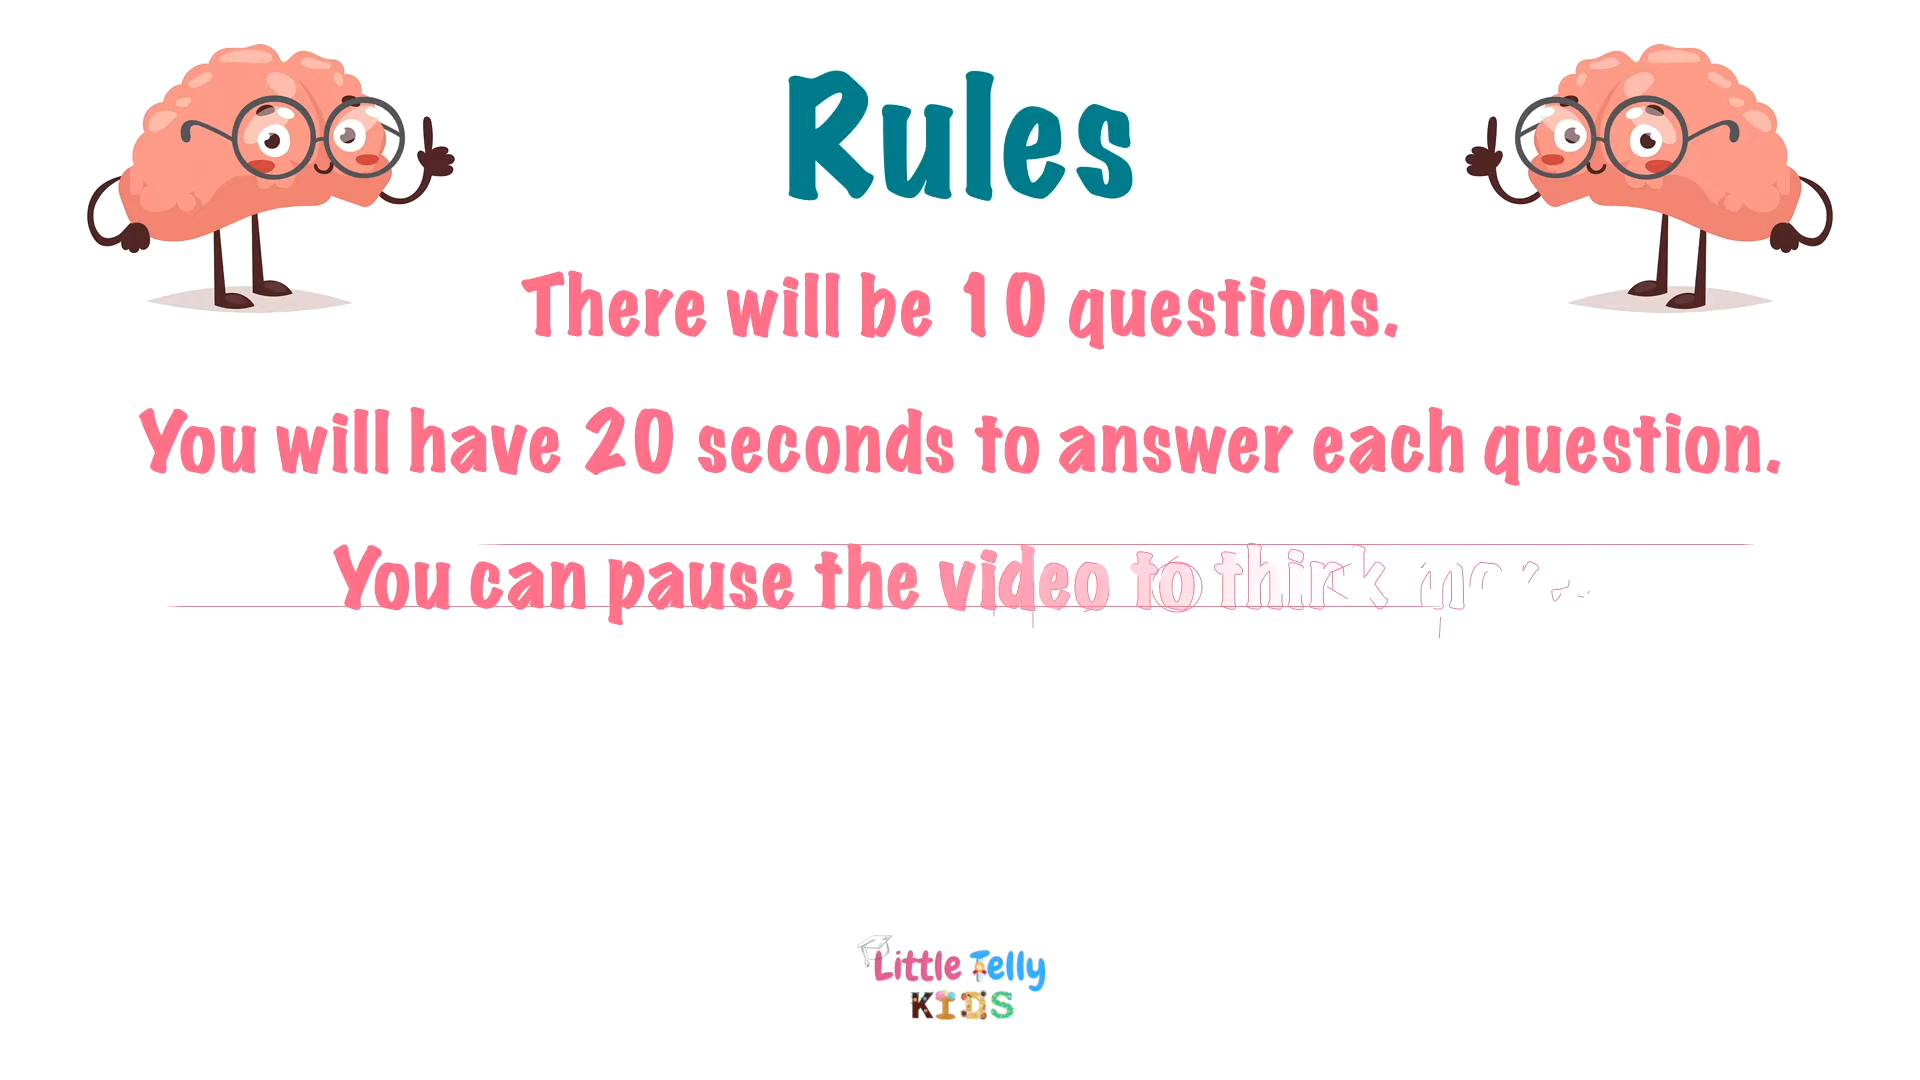 Rules
There will be 10 questions.
You will have 20 seconds to answer each question.
You can pause the video to think
Little Telly
KIDS